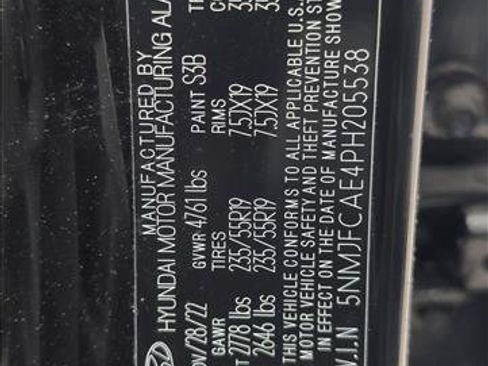 MANUFACTURED BY
HYUNDAI MOTOR MANUFACTURING ALA
OV/28/22 GVWR 4761 lbs PAINT S3B
GAWR TIRES RIMS
T 2778 lbs 235/55R19 7.5JX19
2646 lbs 235/55R19 7.5JX19
THIS VEHICLE CONFORMS TO ALL APPLICABLE U.S.
MOTOR VEHICLE SAFETY AND THEFT PREVENTION ST
IN EFFECT ON THE DATE OF MANUFACTURE SHOW
V.I.N 5NMJFCAE4PH205538